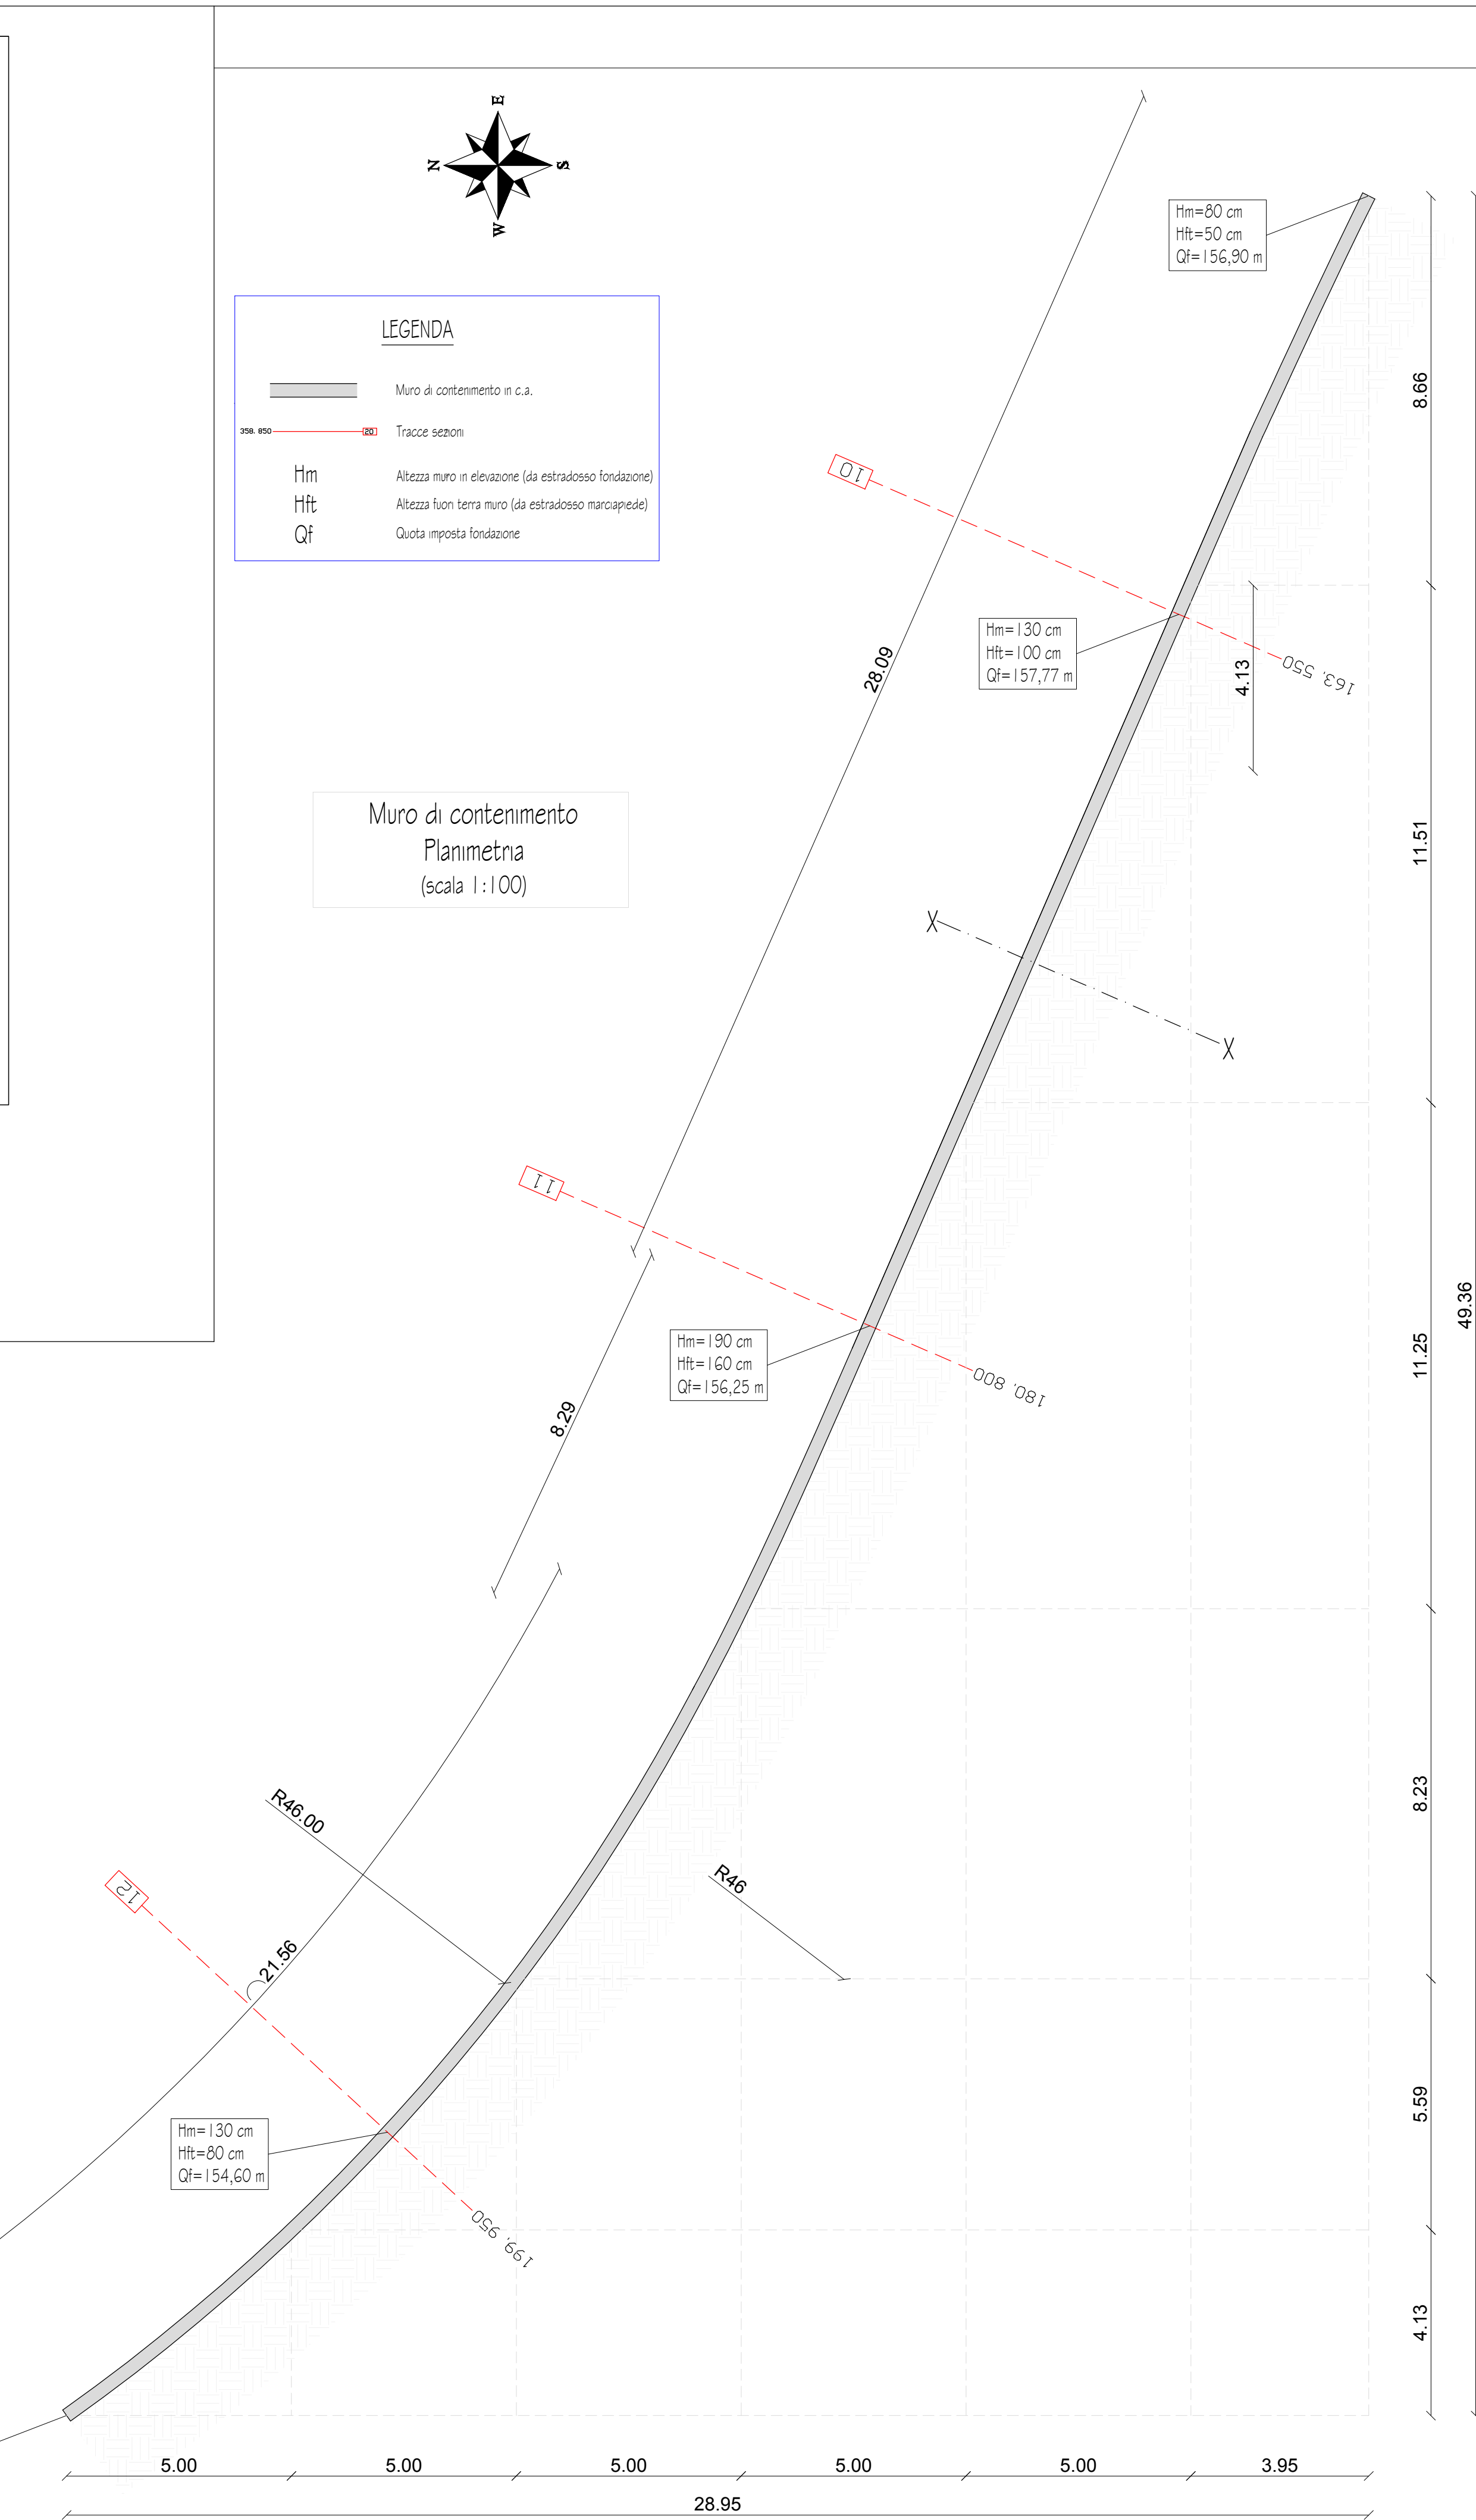 E
N
S
W
LEGENDA
Muro di contenimento in c.a.
358. 850
20
Tracce sezioni
Hm
Altezza muro in elevazione (da estradosso fondazione)
Hft
Altezza fuori terra muro (da estradosso marciapiede)
Qf
Quota imposta fondazione
Muro di contenimento
Planimetria
(scala 1:100)
Hm=80 cm
Hft=50 cm
Qf=156,90 m
10
163. 550
Hm=130 cm
Hft=100 cm
Qf=157,77 m
28.09
4.13
X
X
11
180. 800
Hm=190 cm
Hft=160 cm
Qf=156,25 m
8.29
R46.00
R46
12
21.56
199. 950
Hm=130 cm
Hft=80 cm
Qf=154,60 m
8.66
11.51
11.25
8.23
5.59
4.13
49.36
5.00
5.00
5.00
5.00
5.00
3.95
28.95